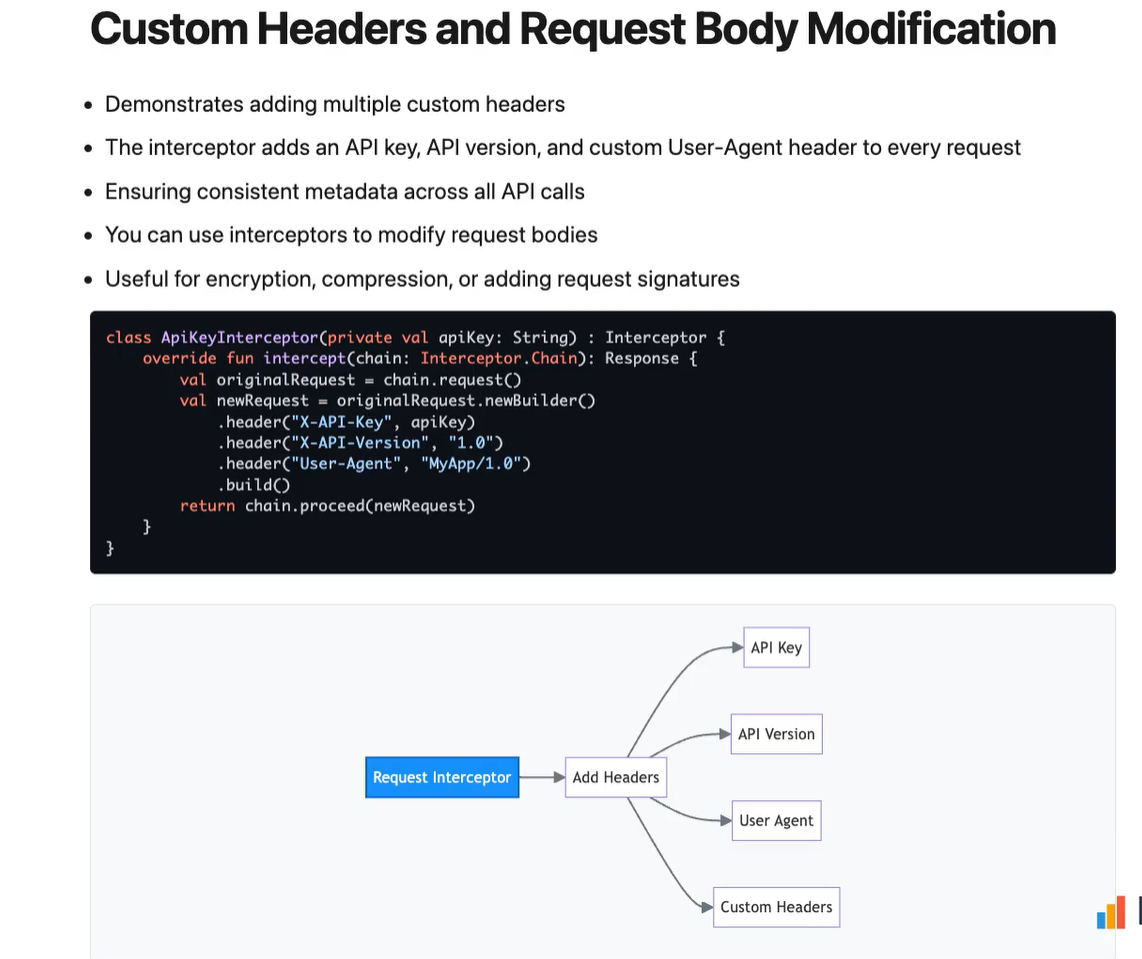 Custom Headers and Request Body Modification
• Demonstrates adding multiple custom headers
• The interceptor adds an API key, API version, and custom User-Agent header to every request
• Ensuring consistent metadata across all API calls
• You can use interceptors to modify request bodies
• Useful for encryption, compression, or adding request signatures
class ApiKeyInterceptor(private val apiKey: String) : Interceptor {
    override fun intercept(chain: Interceptor.Chain): Response {
        val originalRequest = chain.request()
        val newRequest = originalRequest.newBuilder()
            .header("X-API-Key", apiKey)
            .header("X-API-Version", "1.0")
            .header("User-Agent", "MyApp/1.0")
            .build()
        return chain.proceed(newRequest)
    }
}
API Key
API Version
Request Interceptor
Add Headers
User Agent
Custom Headers